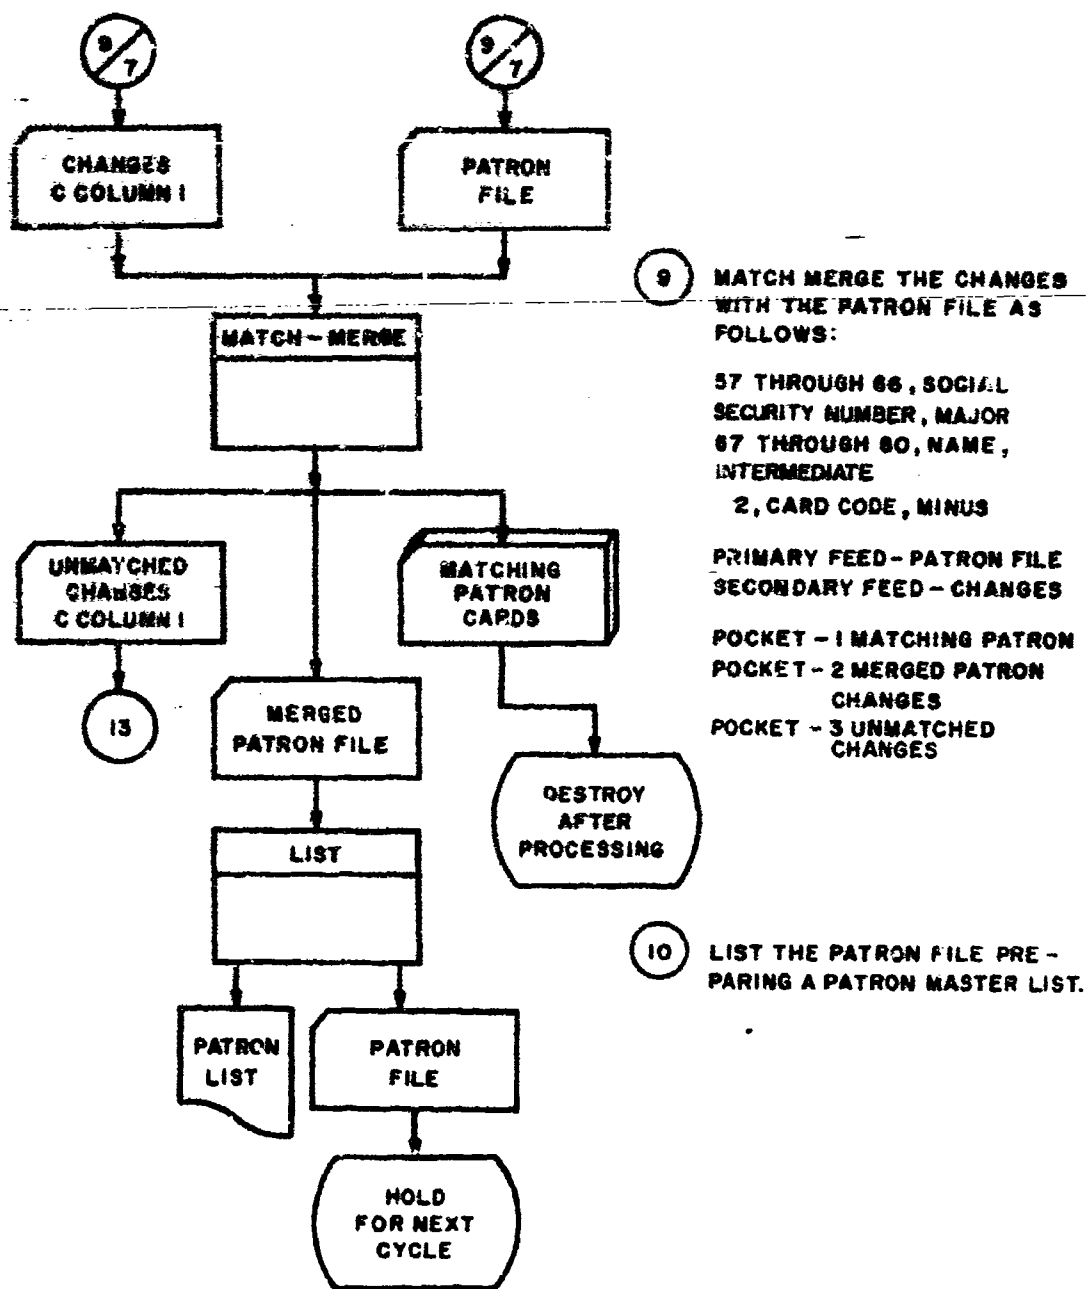 9/7
9/7
CHANGES
C COLUMN 1
PATRON
FILE
MATCH - MERGE
UNMATCHED
CHANGES
C COLUMN 1
MATCHING
PATRON
CARDS
13
MERGED
PATRON FILE
DESTROY
AFTER
PROCESSING
LIST
PATRON
LIST
PATRON
FILE
HOLD
FOR NEXT
CYCLE
9 MATCH MERGE THE CHANGES
WITH THE PATRON FILE AS
FOLLOWS:
57 THROUGH 66, SOCIAL
SECURITY NUMBER, MAJOR
67 THROUGH 80, NAME,
INTERMEDIATE
2, CARD CODE, MINUS
PRIMARY FEED - PATRON FILE
SECONDARY FEED - CHANGES
POCKET - 1 MATCHING PATRON
POCKET - 2 MERGED PATRON
CHANGES
POCKET - 3 UNMATCHED
CHANGES
10 LIST THE PATRON FILE PRE -
PARING A PATRON MASTER LIST.